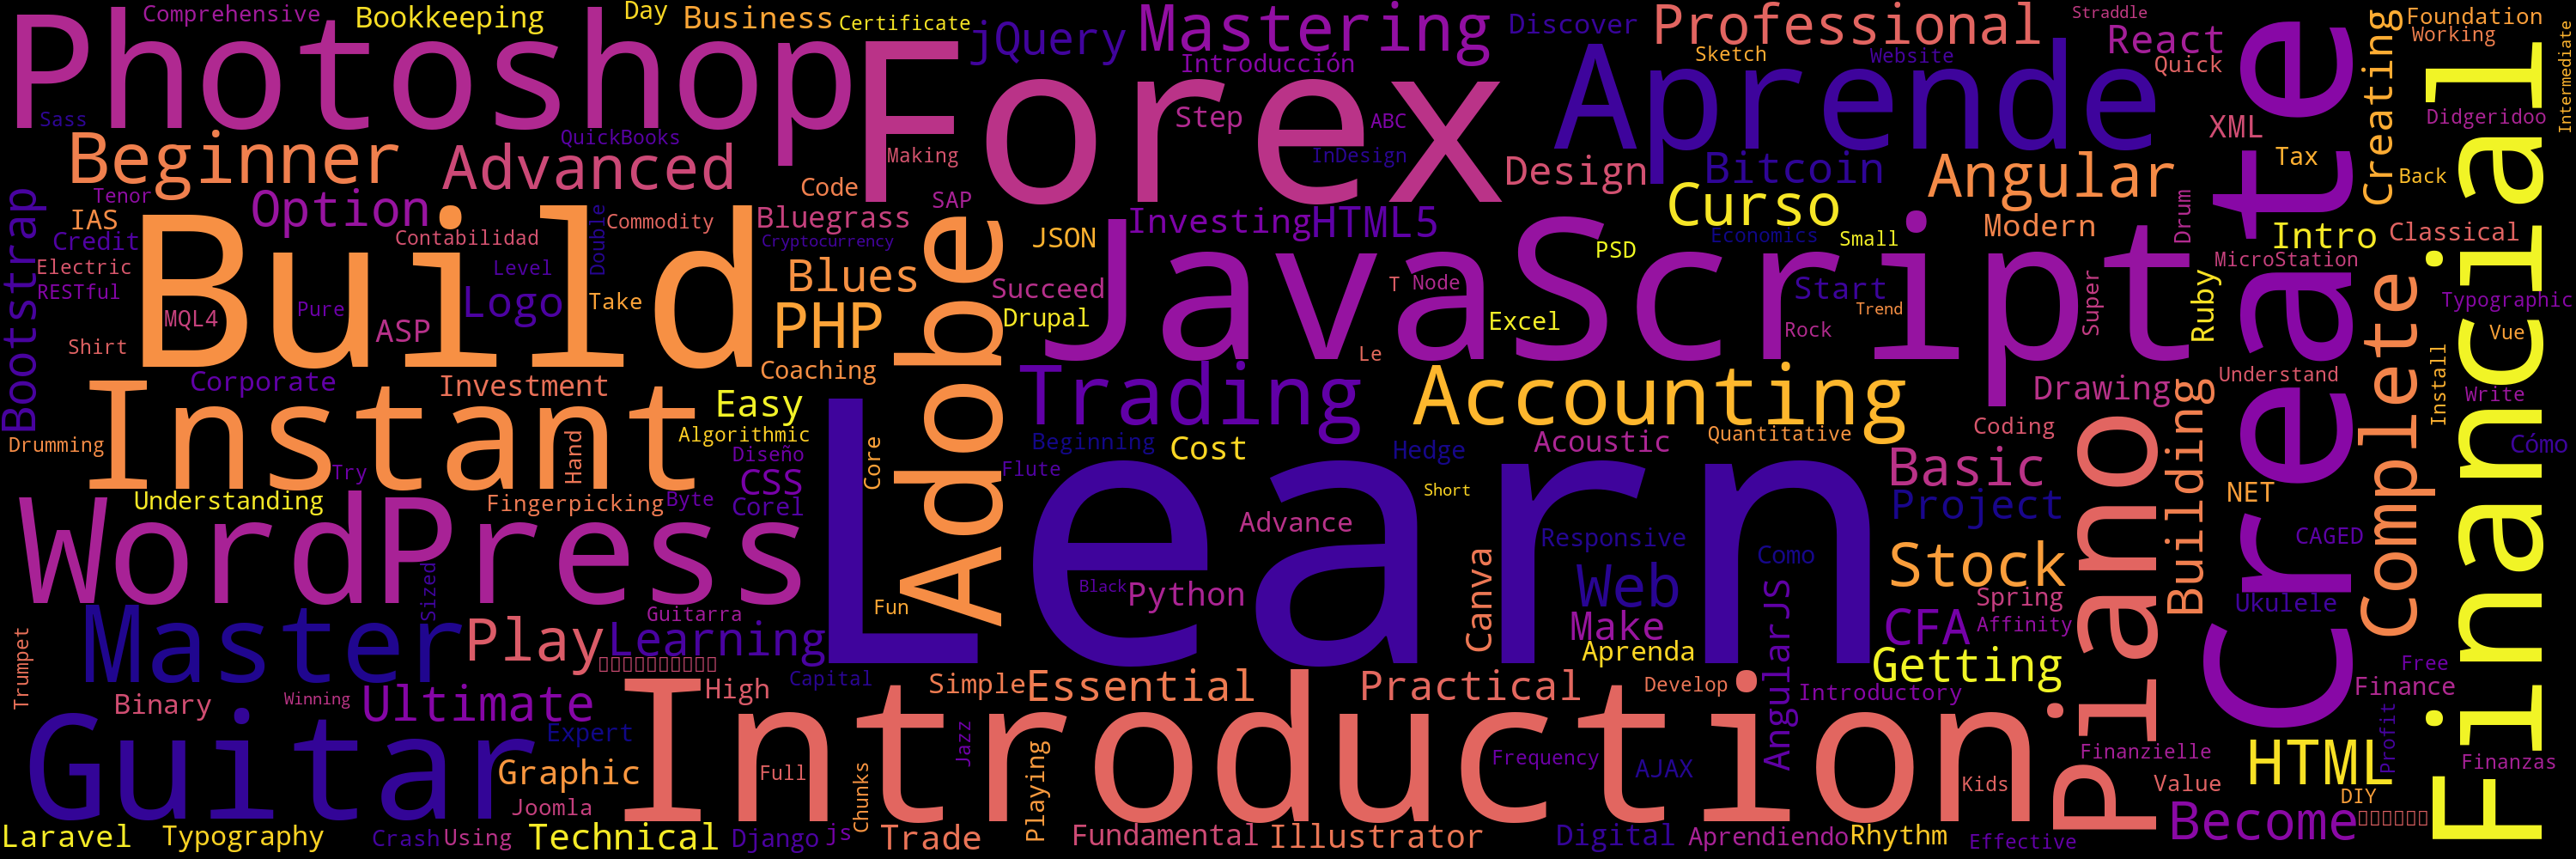 Comprehensive
Bookkeeping
Day
Business
Certificate
jQuery
Mastering
Discover
Professional
Straddle
Foundation
Photoshop
Forex
Introducción
Sketch
Website
React
Working
Quick
Creating
Intermediate
Aprende
Sass
QuickBooks
Step
ABC
XML
Didgeridoo
Beginner
Advanced
Making
InDesign
Design
Bitcoin
Angular
Tax
Back
Tenor
Code
SAP
Curso
Drum
IAS
Option
Commodity
Bluegrass
Investing
HTML5
Modern
Intro
Classical
Credit
Contabilidad
Double
Cryptocurrency
JSON
PSD
Economics
Small
MicroStation
Electric
Level
Build
Blues
Adobe
JavaScript
Create
Financial
RESTful
Bootstrap
MQL4
Pure
Logo
Take
Succeed
T
Node
Start
Super
Ruby
Typographic
Shirt
ASP
PHP
Drupal
Excel
Rock
Trend
Vue
Le
Corporate
Investment
Coaching
Trading
Accounting
Drawing
Understand
Install
Write
Instant
Easy
Complete
Drumming
Algorithmic
Beginning
Cost
Hedge
Acoustic
Quantitative
Coding
Cómo
Try
Hand
Diseño
Core
Flute
Basic
Piano
Building
Understanding
Fingerpicking
Byte
CSS
Corel
Learn
Short
Project
NET
WordPress
Advance
Responsive
Como
CAGED
Sized
Black
Python
Canva
Web
Stock
Spring
Ukulele
Guitarra
Fun
Make
AngularJS
CFA
Affinity
Master
Play
Learning
Aprenda
Getting
Free
Trumpet
Capital
Simple
Essential
Practical
Develop
Introductory
Finance
Binary
Winning
Ultimate
High
Introduction
Profit
Guitar
Expert
Jazz
Playing
Frequency
AJAX
Finanzielle
HTML
Finanzas
Graphic
Full
Chunks
Kids
Value
DIY
Joomla
Become
Laravel
Typography
Crash
Using
Technical
Django
js
Trade
Fundamental
Illustrator
Digital
Aprendiendo
Rhythm
Effective